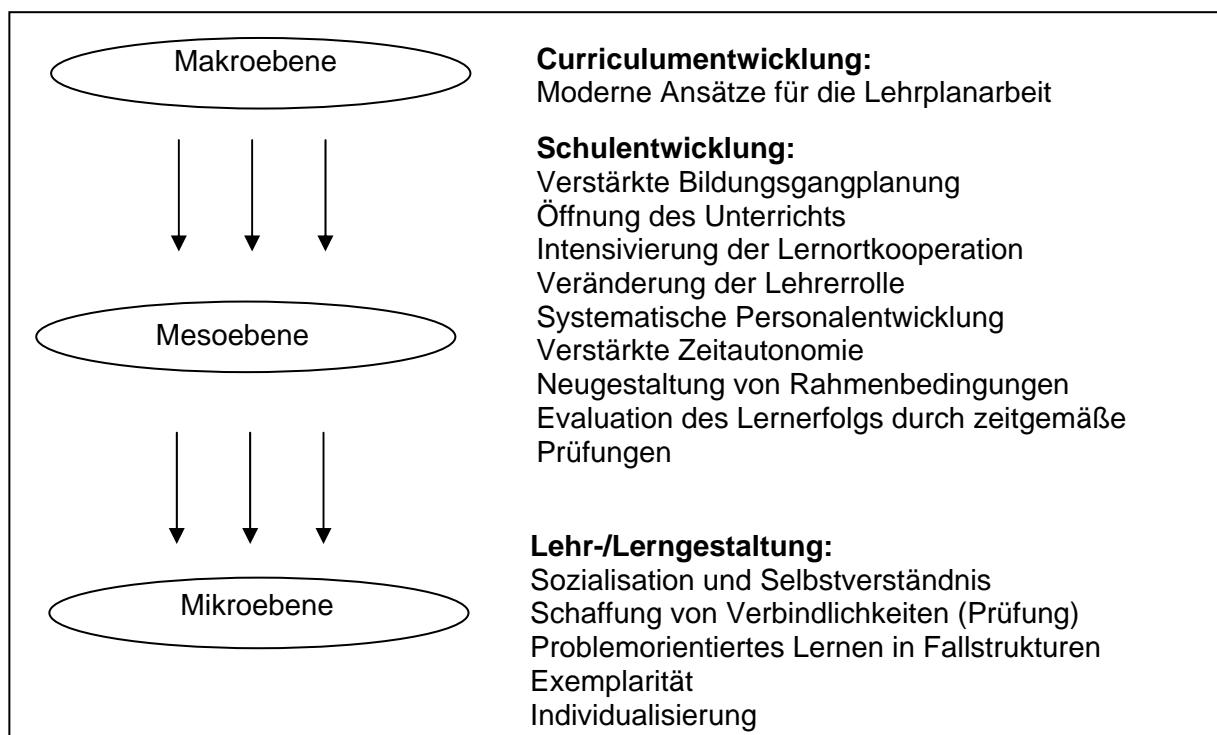 Makroebene
Curriculumentwicklung:
Moderne Ansätze für die Lehrplanarbeit
Mesoebene
Schulentwicklung:
Verstärkte Bildungsgangplanung
Öffnung des Unterrichts
Intensivierung der Lernortkooperation
Veränderung der Lehrerrolle
Systematische Personalentwicklung
Verstärkte Zeitautonomie
Neugestaltung von Rahmenbedingungen
Evaluation des Lernerfolgs durch zeitgemäße
Prüfungen
Mikroebene
Lehr-/Lerngestaltung:
Sozialisation und Selbstverständnis
Schaffung von Verbindlichkeiten (Prüfung)
Problemorientiertes Lernen in Fallstrukturen
Exemplarität
Individualisierung